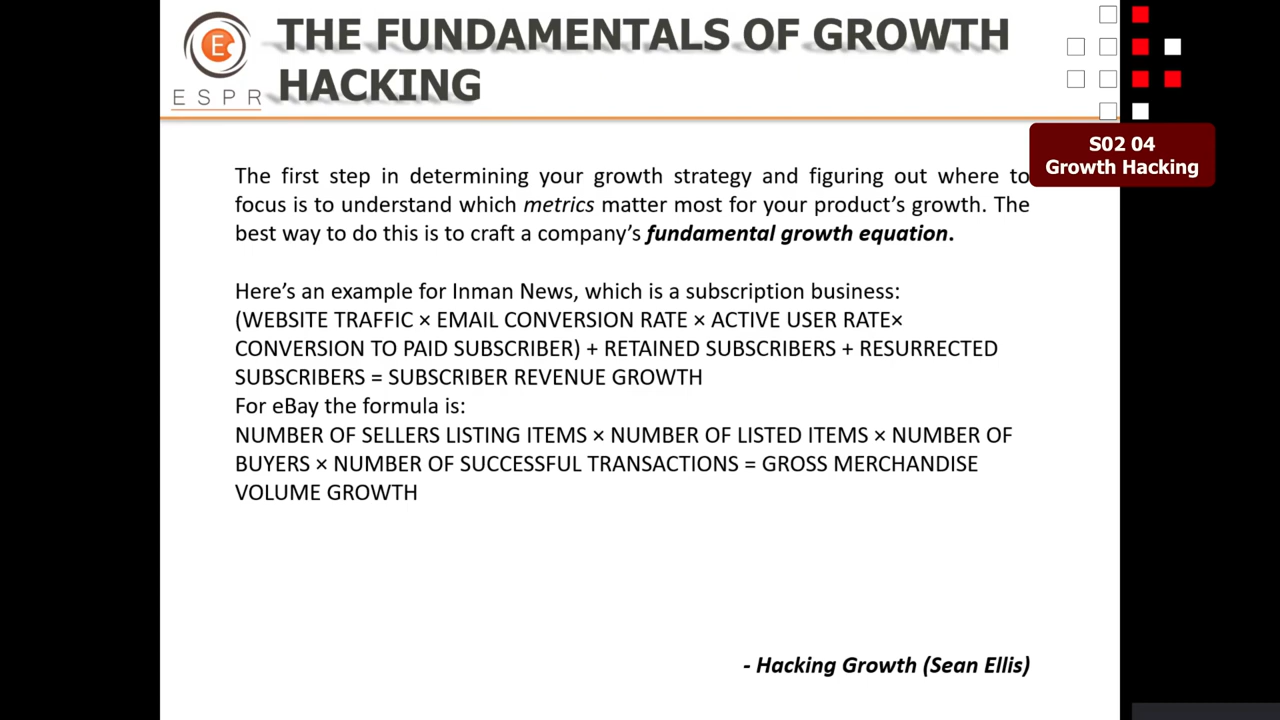 THE FUNDAMENTALS OF GROWTH
HACKING
E
ESPR
S02 04
Growth Hacking
The first step in determining your growth strategy and figuring out where to
focus is to understand which metrics matter most for your product’s growth. The
best way to do this is to craft a company’s fundamental growth equation.
Here’s an example for Inman News, which is a subscription business:
(WEBSITE TRAFFIC × EMAIL CONVERSION RATE × ACTIVE USER RATE×
CONVERSION TO PAID SUBSCRIBER) + RETAINED SUBSCRIBERS + RESURRECTED
SUBSCRIBERS = SUBSCRIBER REVENUE GROWTH
For eBay the formula is:
NUMBER OF SELLERS LISTING ITEMS × NUMBER OF LISTED ITEMS × NUMBER OF
BUYERS × NUMBER OF SUCCESSFUL TRANSACTIONS = GROSS MERCHANDISE
VOLUME GROWTH
- Hacking Growth (Sean Ellis)